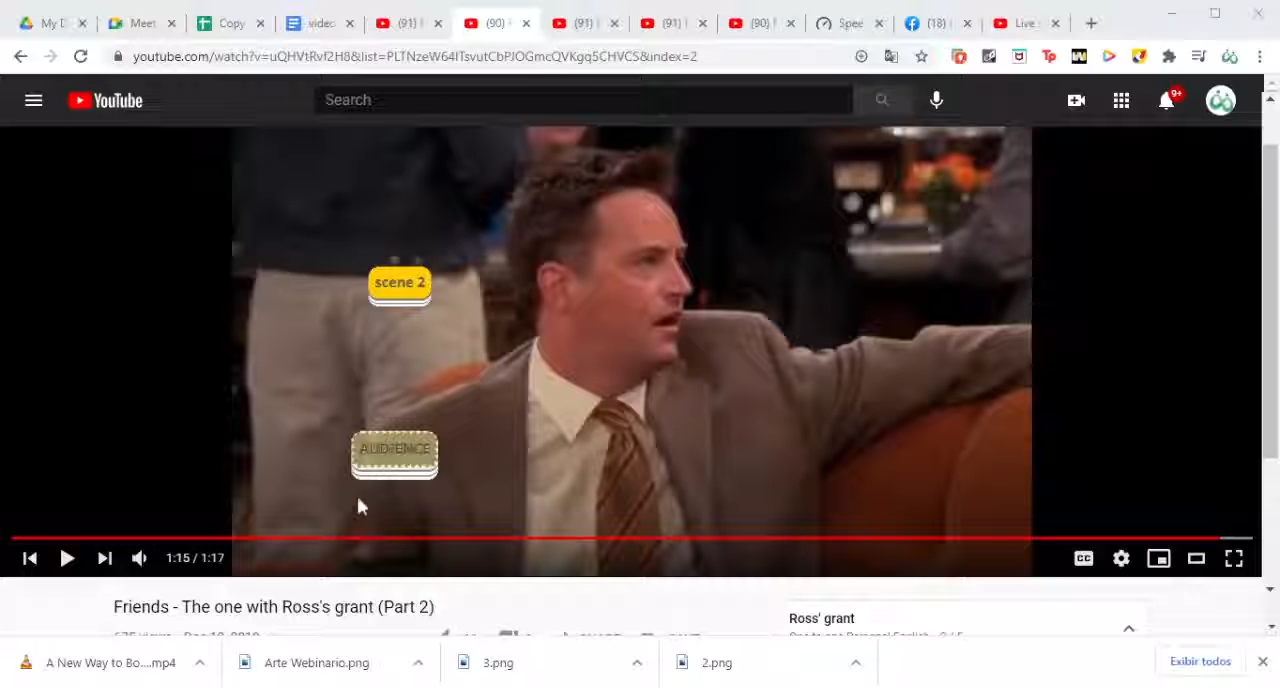 My D
Meet
Copy
video
(91)
(90)
(91)
(91)
(90)
Spee
(18)
Live
youtube.com/watch?v=uQHVtRvf2H8&list=PLTNzeW64ITsvutCbPJOGmcQVKgq5CHVCS&index=2
YouTube
Search
9+
scene 2
AUDIENCE
1:15 / 1:17
CC
Friends - The one with Ross's grant (Part 2)
Ross' grant
A New Way to Bo....mp4
Arte Webinario.png
3.png
2.png
Exibir todos